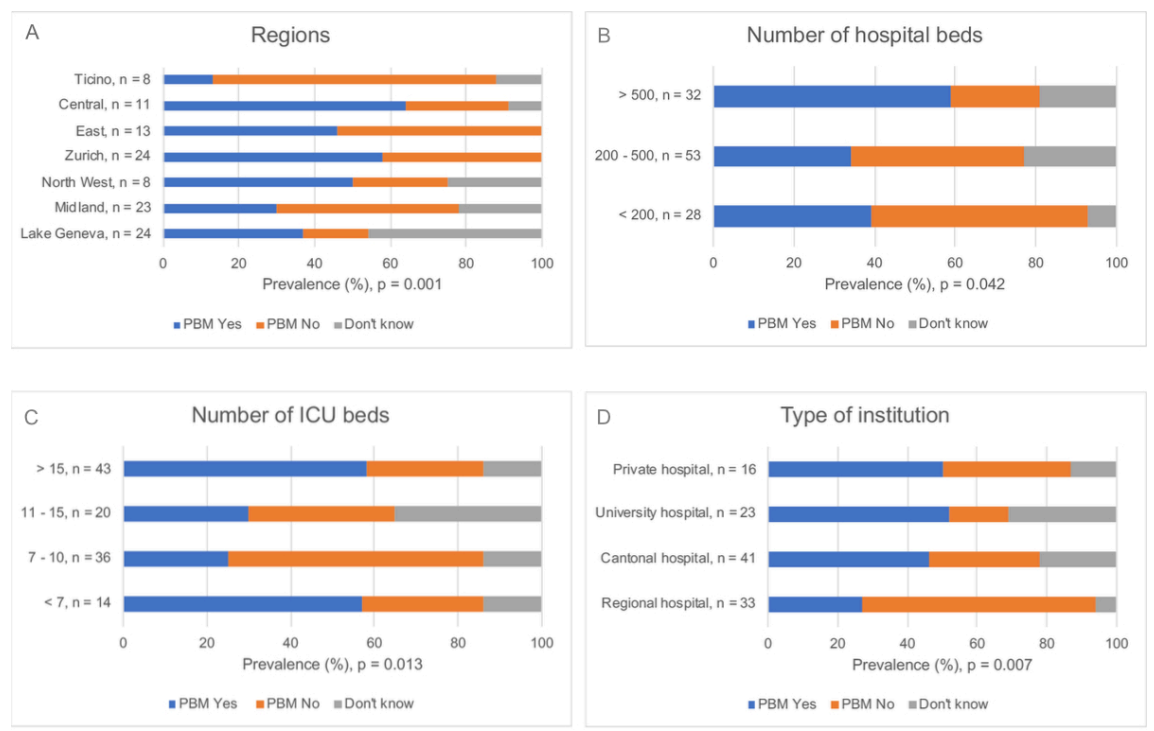 A
Regions
Ticino, n = 8
Central, n = 11
East, n = 13
Zurich, n = 24
North West, n = 8
Midland, n = 23
Lake Geneva, n = 24
0 20 40 60 80 100
Prevalence (%), p = 0.001
PBM Yes PBM No Don't know
B
Number of hospital beds
> 500, n = 32
200 - 500, n = 53
< 200, n = 28
0 20 40 60 80 100
Prevalence (%), p = 0.042
PBM Yes PBM No Don't know
C
Number of ICU beds
> 15, n = 43
11 - 15, n = 20
7 - 10, n = 36
< 7, n = 14
0 20 40 60 80 100
Prevalence (%), p = 0.013
PBM Yes PBM No Don't know
D
Type of institution
Private hospital, n = 16
University hospital, n = 23
Cantonal hospital, n = 41
Regional hospital, n = 33
0 20 40 60 80 100
Prevalence (%), p = 0.007
PBM Yes PBM No Don't know